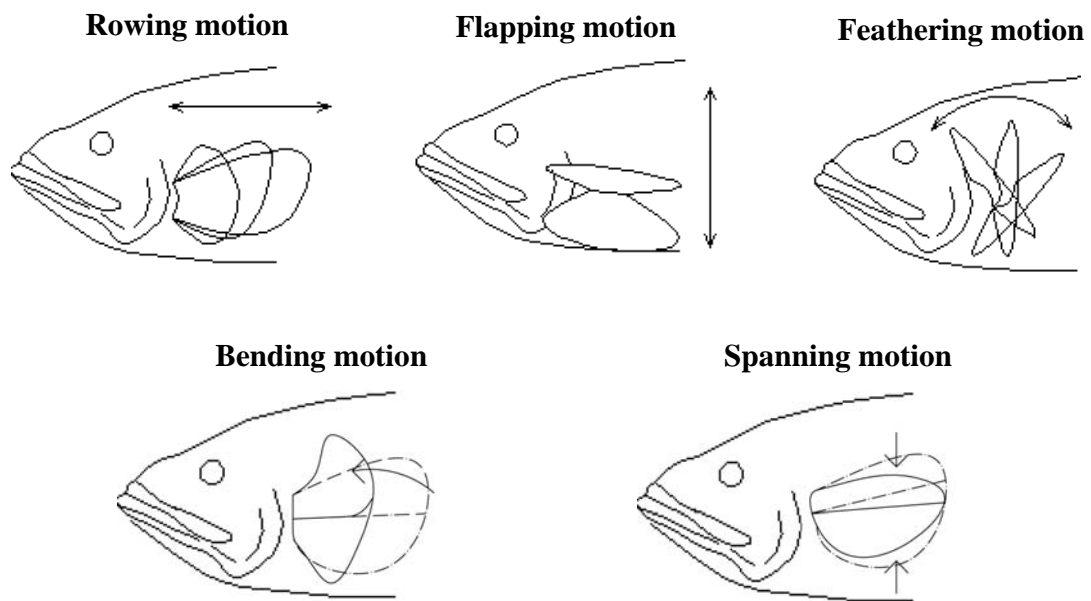 Rowing motion
Flapping motion
Feathering motion
Bending motion
Spanning motion